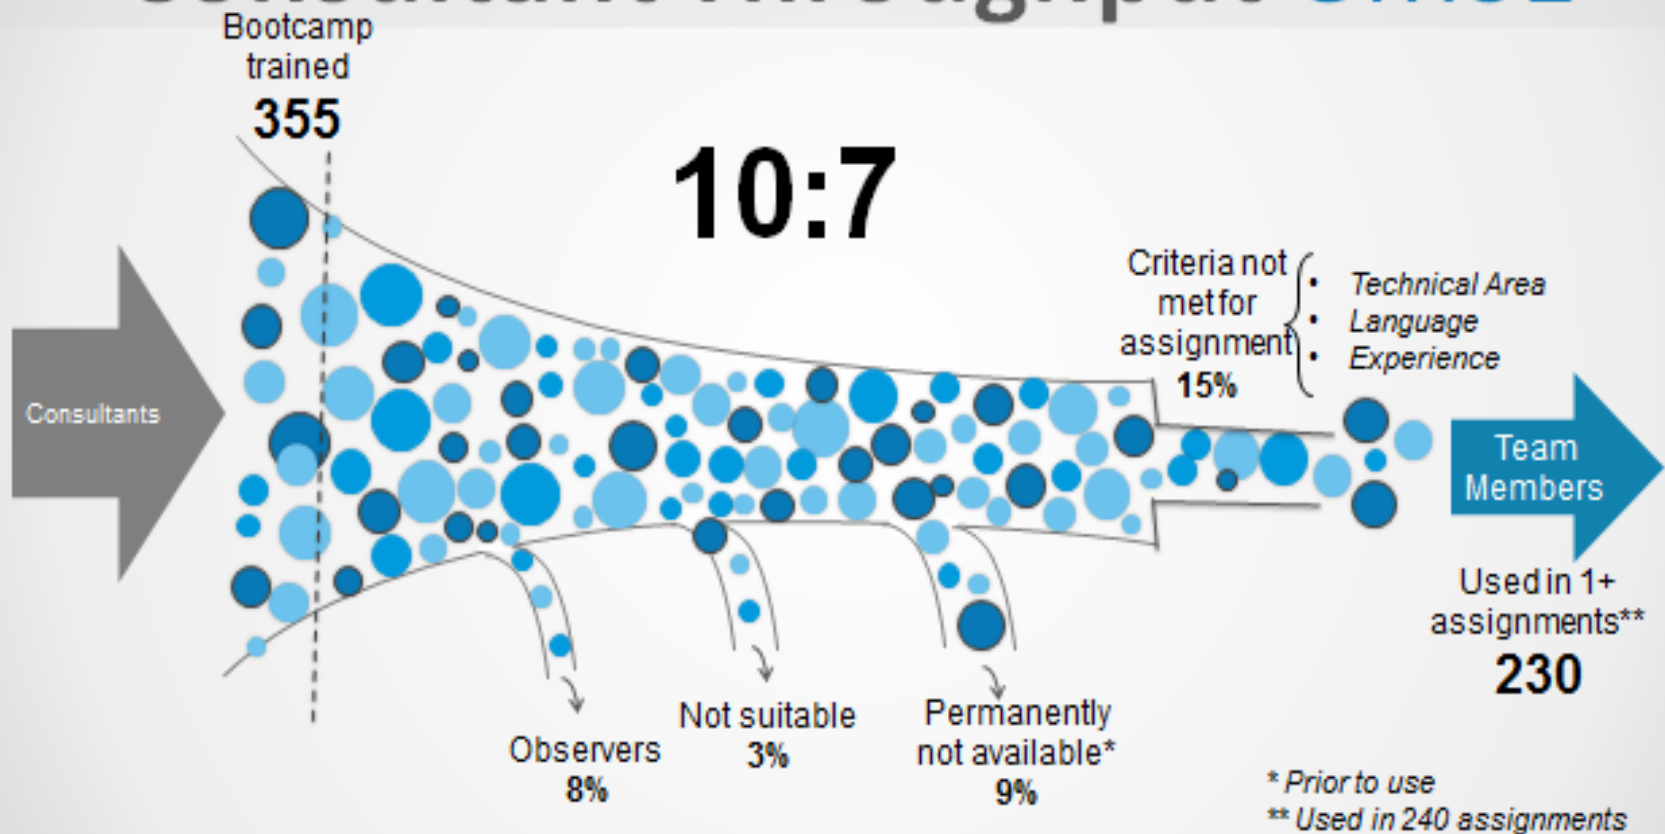 Consultant Throughput
Bootcamp
trained
355
10:7
Criteria not
met for
assignment
15%
• Technical Area
• Language
• Experience
Consultants
Team
Members
Used in 1+
assignments**
230
Observers
8%
Not suitable
3%
Permanently
not available*
9%
* Prior to use
** Used in 240 assignments